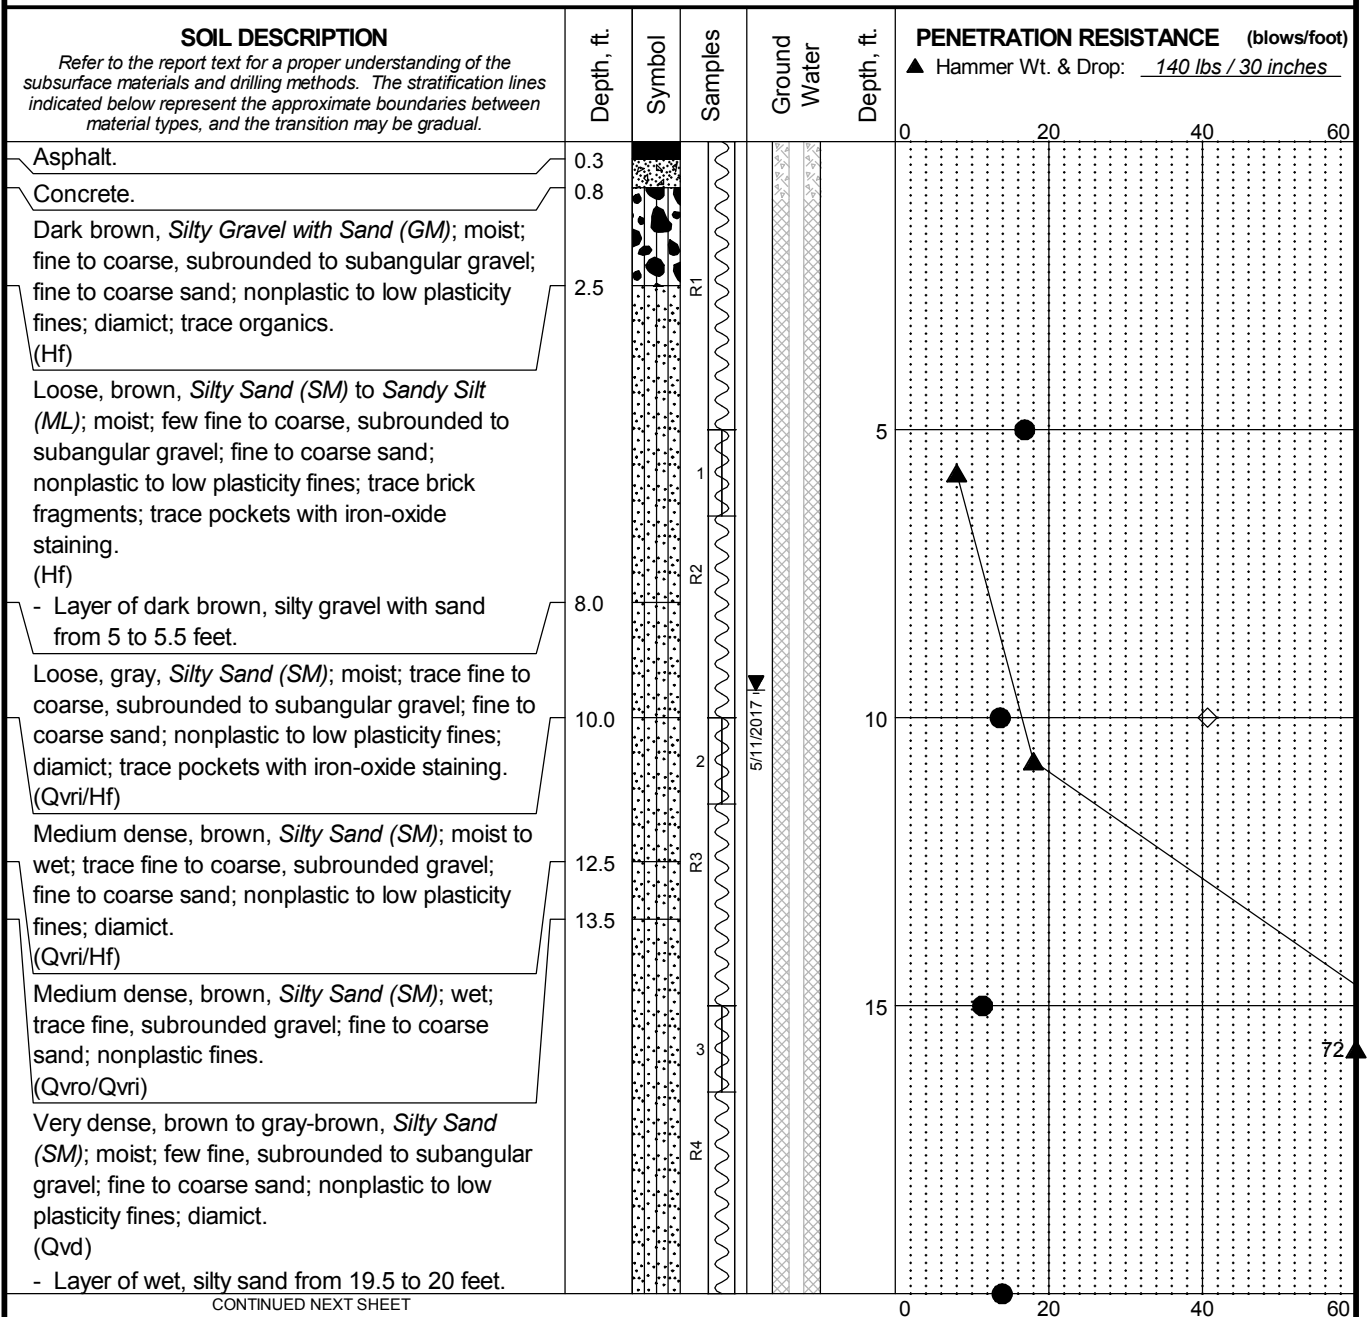 SOIL DESCRIPTION
Refer to the report text for a proper understanding of the
subsurface materials and drilling methods. The stratification lines
indicated below represent the approximate boundaries between
material types, and the transition may be gradual.
Depth, ft.
Symbol
Samples
Ground
Water
Depth, ft.
PENETRATION RESISTANCE (blows/foot)
▲ Hammer Wt. & Drop: 140 lbs / 30 inches
0 20 40 60
Asphalt.
0.3
Concrete.
0.8
Dark brown, Silty Gravel with Sand (GM); moist;
fine to coarse, subrounded to subangular gravel;
fine to coarse sand; nonplastic to low plasticity
fines; diamict; trace organics.
(Hf)
2.5
R1
Loose, brown, Silty Sand (SM) to Sandy Silt
(ML); moist; few fine to coarse, subrounded to
subangular gravel; fine to coarse sand;
nonplastic to low plasticity fines; trace brick
fragments; trace pockets with iron-oxide
staining.
(Hf)
- Layer of dark brown, silty gravel with sand
from 5 to 5.5 feet.
5
1
R2
8.0
Loose, gray, Silty Sand (SM); moist; trace fine to
coarse, subrounded to subangular gravel; fine to
coarse sand; nonplastic to low plasticity fines;
diamict; trace pockets with iron-oxide staining.
(Qvri/Hf)
10.0
2
5/11/2017
10
Medium dense, brown, Silty Sand (SM); moist to
wet; trace fine to coarse, subrounded gravel;
fine to coarse sand; nonplastic to low plasticity
fines; diamict.
(Qvri/Hf)
12.5
R3
13.5
Medium dense, brown, Silty Sand (SM); wet;
trace fine, subrounded gravel; fine to coarse
sand; nonplastic fines.
(Qvro/Qvri)
15
3
72
Very dense, brown to gray-brown, Silty Sand
(SM); moist; few fine, subrounded to subangular
gravel; fine to coarse sand; nonplastic to low
plasticity fines; diamict.
(Qvd)
- Layer of wet, silty sand from 19.5 to 20 feet.
R4
CONTINUED NEXT SHEET
0 20 40 60